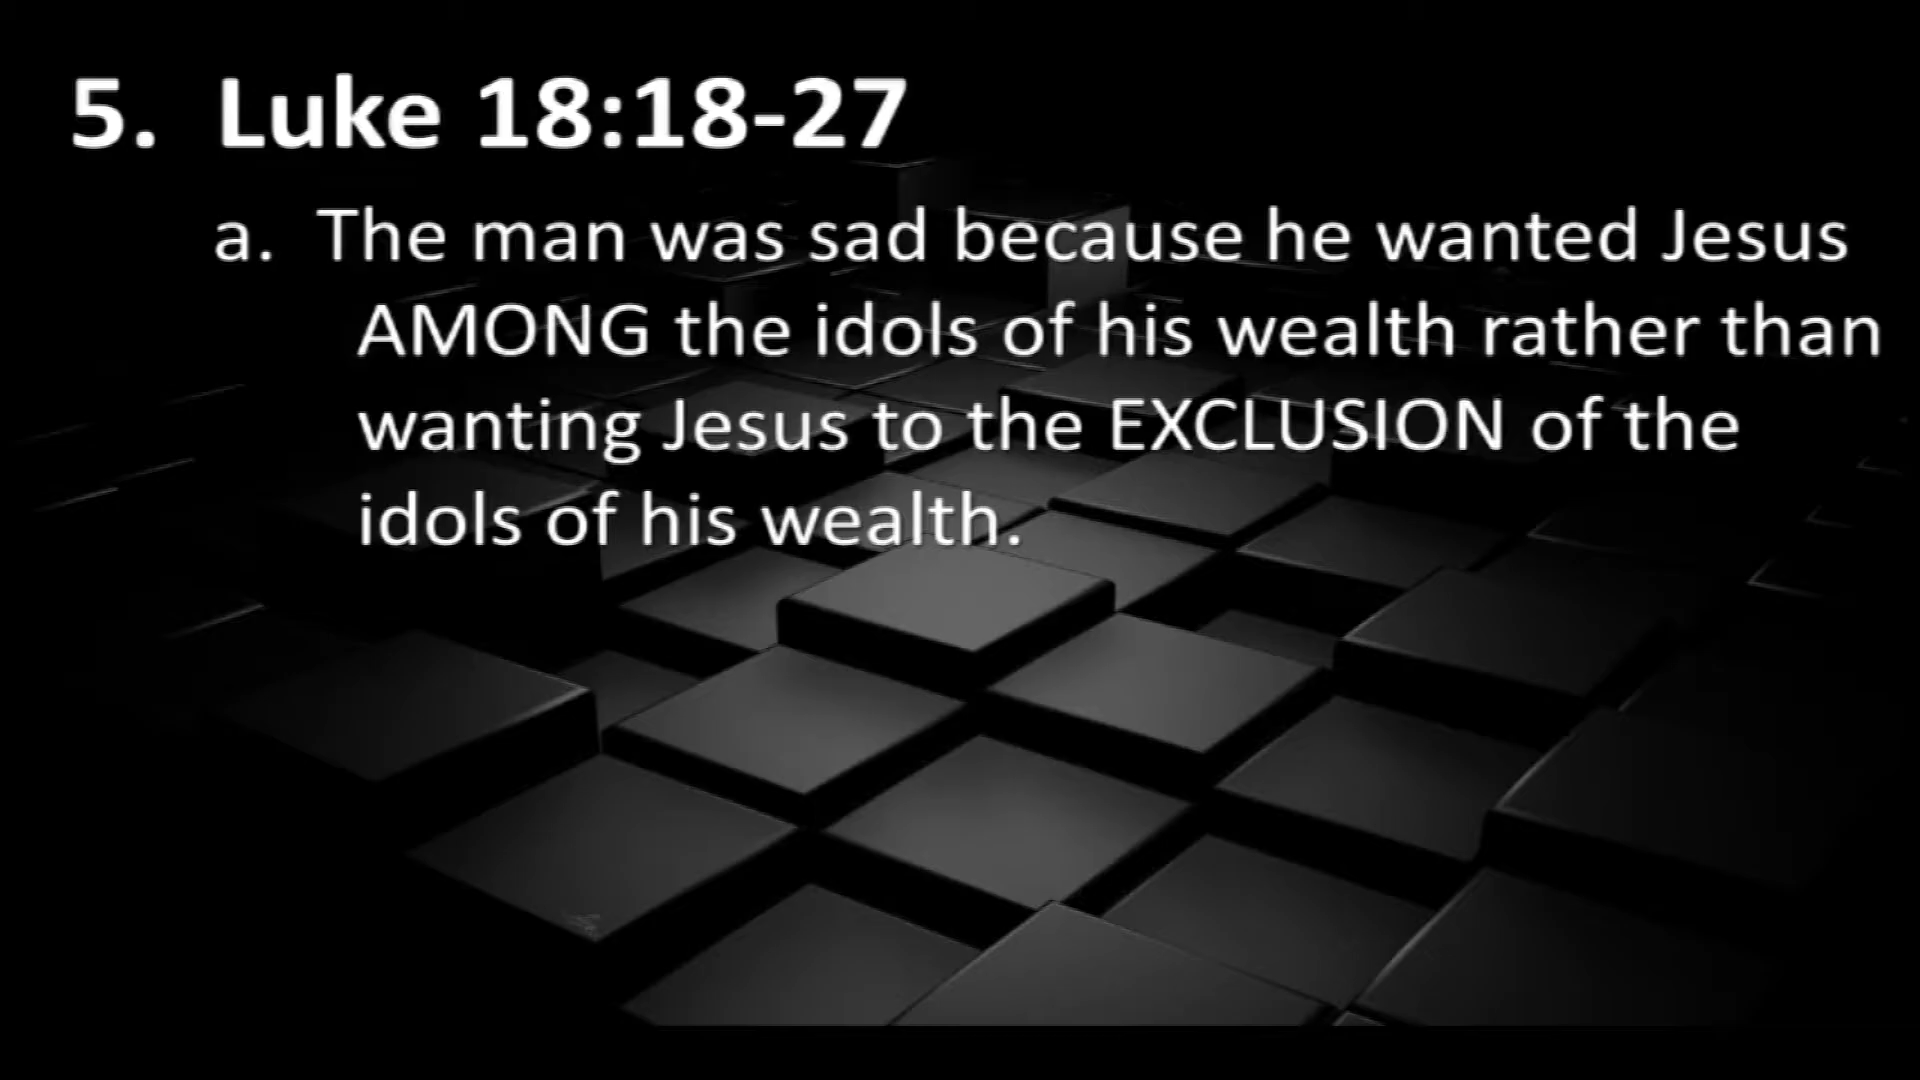 5. Luke 18:18-27
a. The man was sad because he wanted Jesus
AMONG the idols of his wealth rather than
wanting Jesus to the EXCLUSION of the
idols of his wealth.